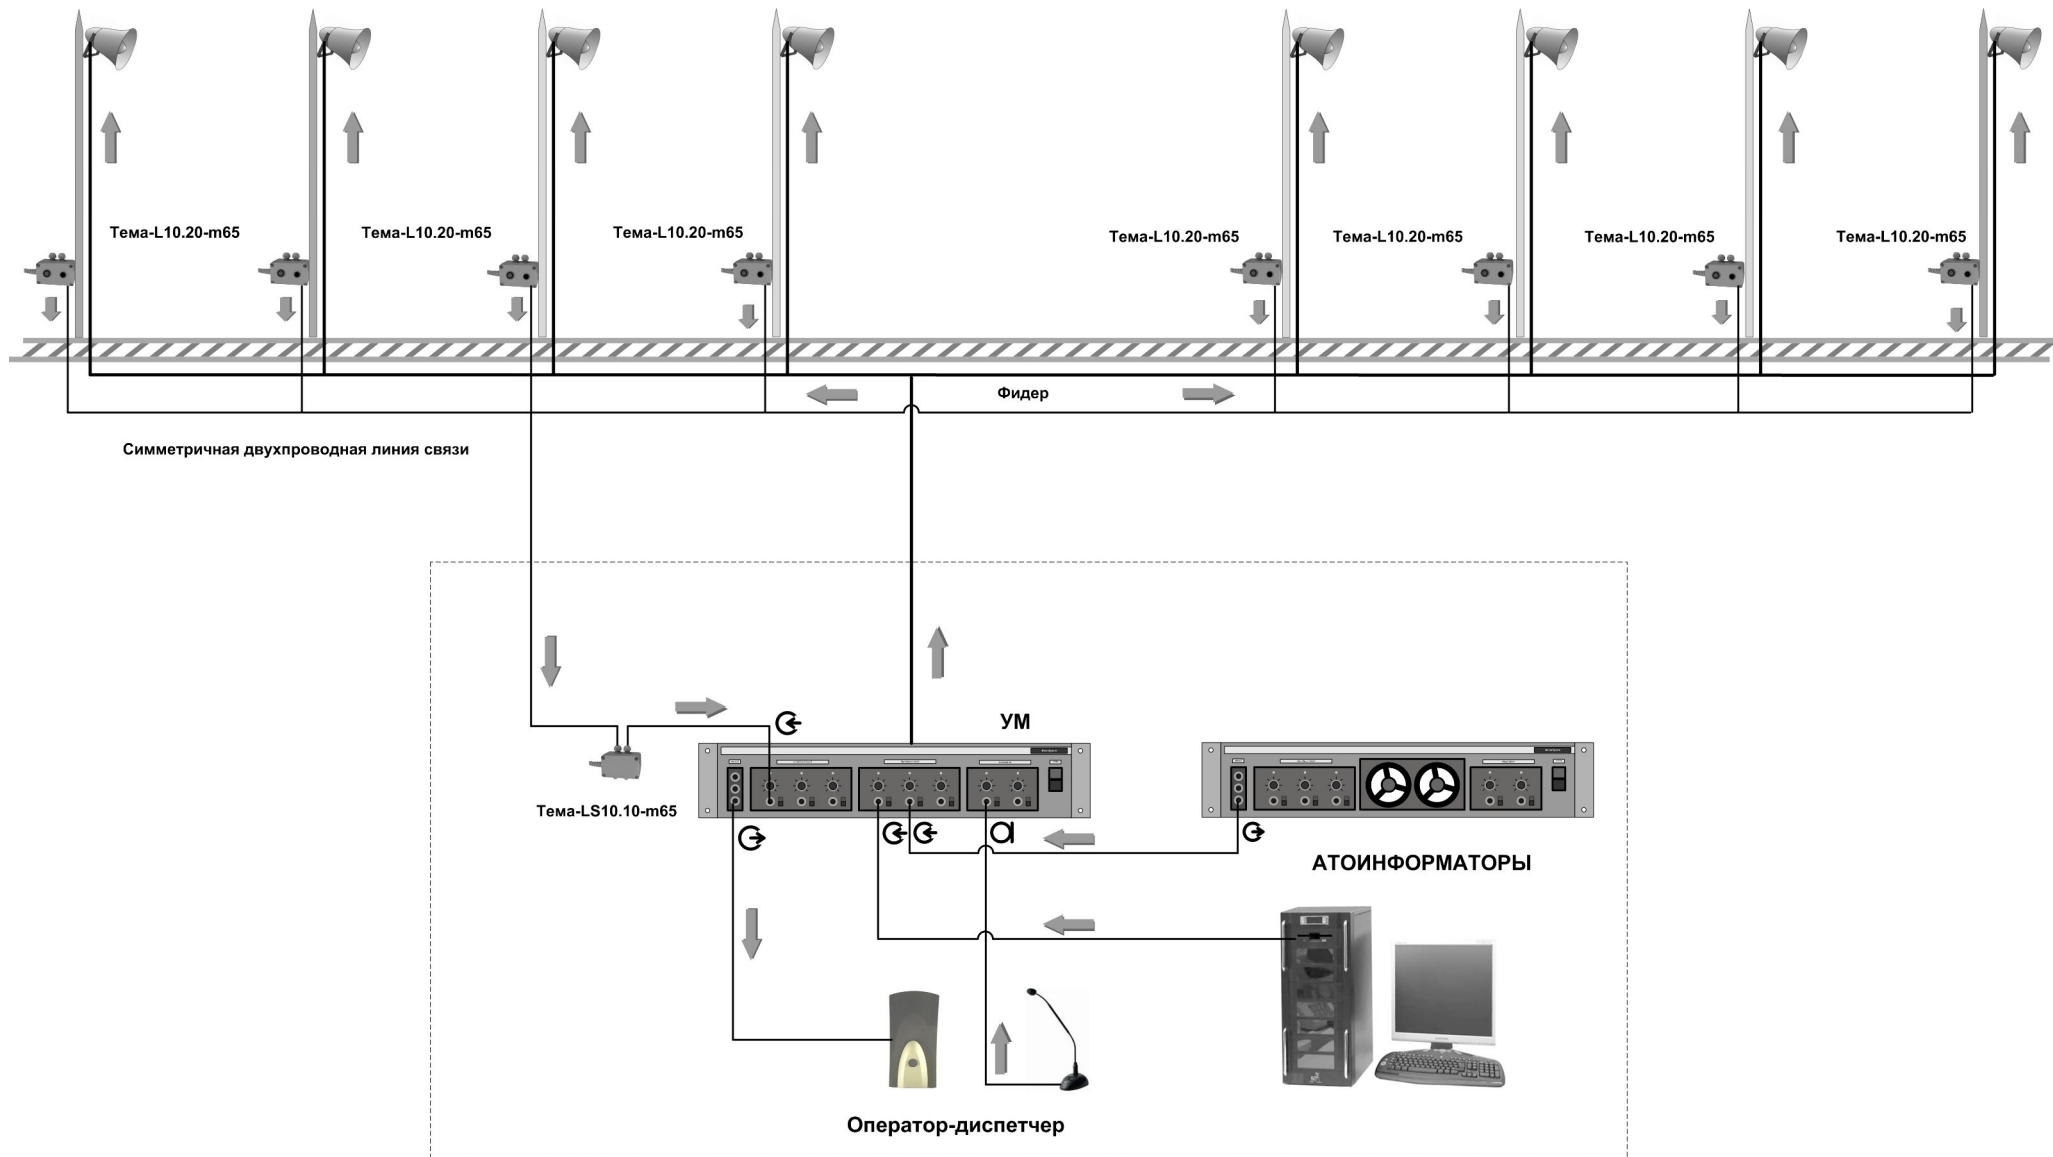 Тема-L10.20-m65
Тема-L10.20-m65
Тема-L10.20-m65
Тема-L10.20-m65
Тема-L10.20-m65
Тема-L10.20-m65
Тема-L10.20-m65
Фидер
Симметричная двухпроводная линия связи
УМ
Тема-LS10.10-m65
АТОИНФОРМАТОРЫ
Оператор-диспетчер